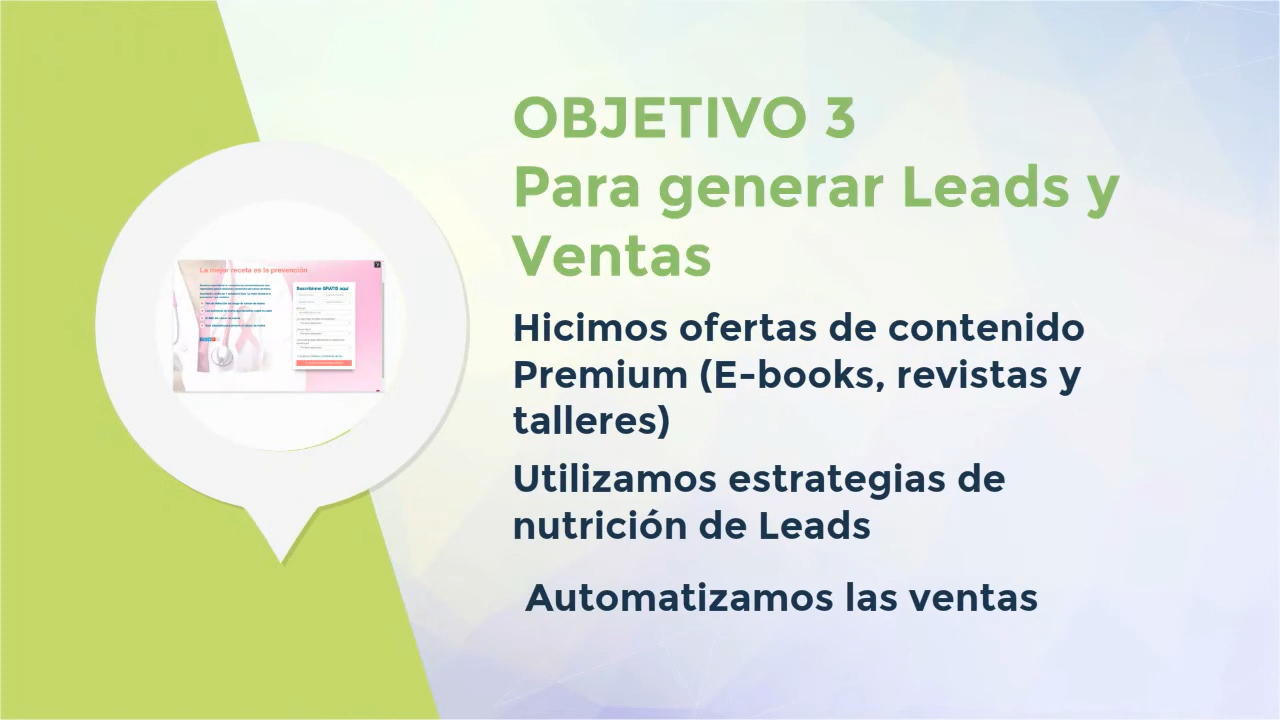 OBJETIVO 3
Para generar Leads y
Ventas
Hicimos ofertas de contenido
Premium (E-books, revistas y
talleres)
Utilizamos estrategias de
nutrición de Leads
Automatizamos las ventas
La mejor receta es la prevención
Suscribirme GRATIS aquí